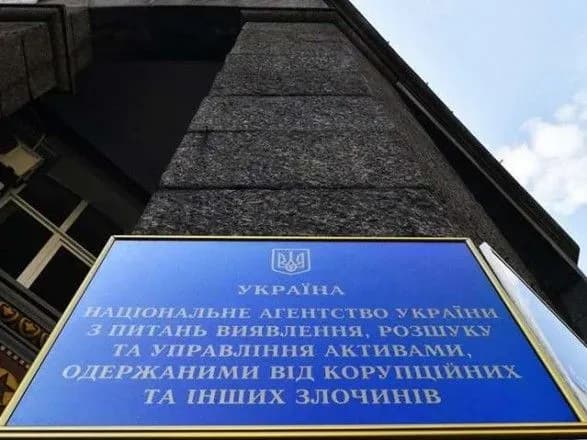 УКРАЇНА
НАЦІОНАЛЬНЕ АГЕНТСТВО УКРАЇНИ
З ПИТАНЬ ВИЯВЛЕННЯ, РОЗШУКУ
ТА УПРАВЛІННЯ АКТИВАМИ,
ОДЕРЖАНИМИ ВІД КОРУПЦІЙНИХ
ТА ІНШИХ ЗЛОЧИНІВ